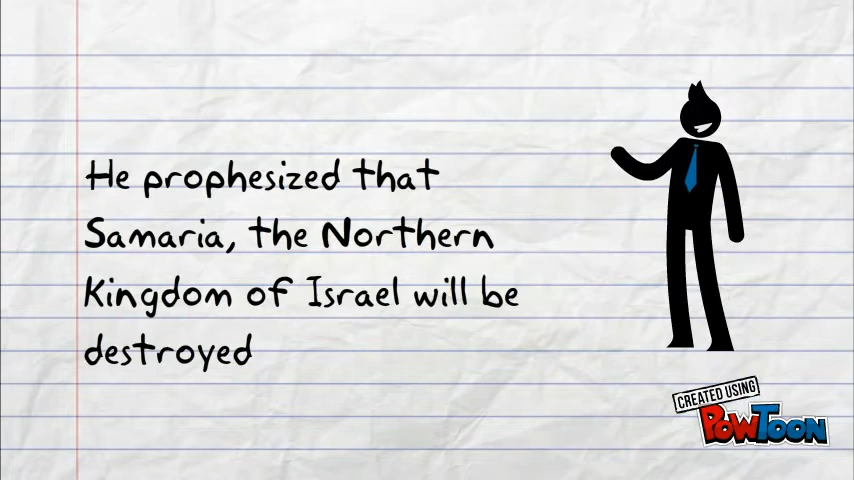 He prophesized that
Samaria, the Northern
Kingdom of Israel will be
destroyed
CREATED USING
POWTOON